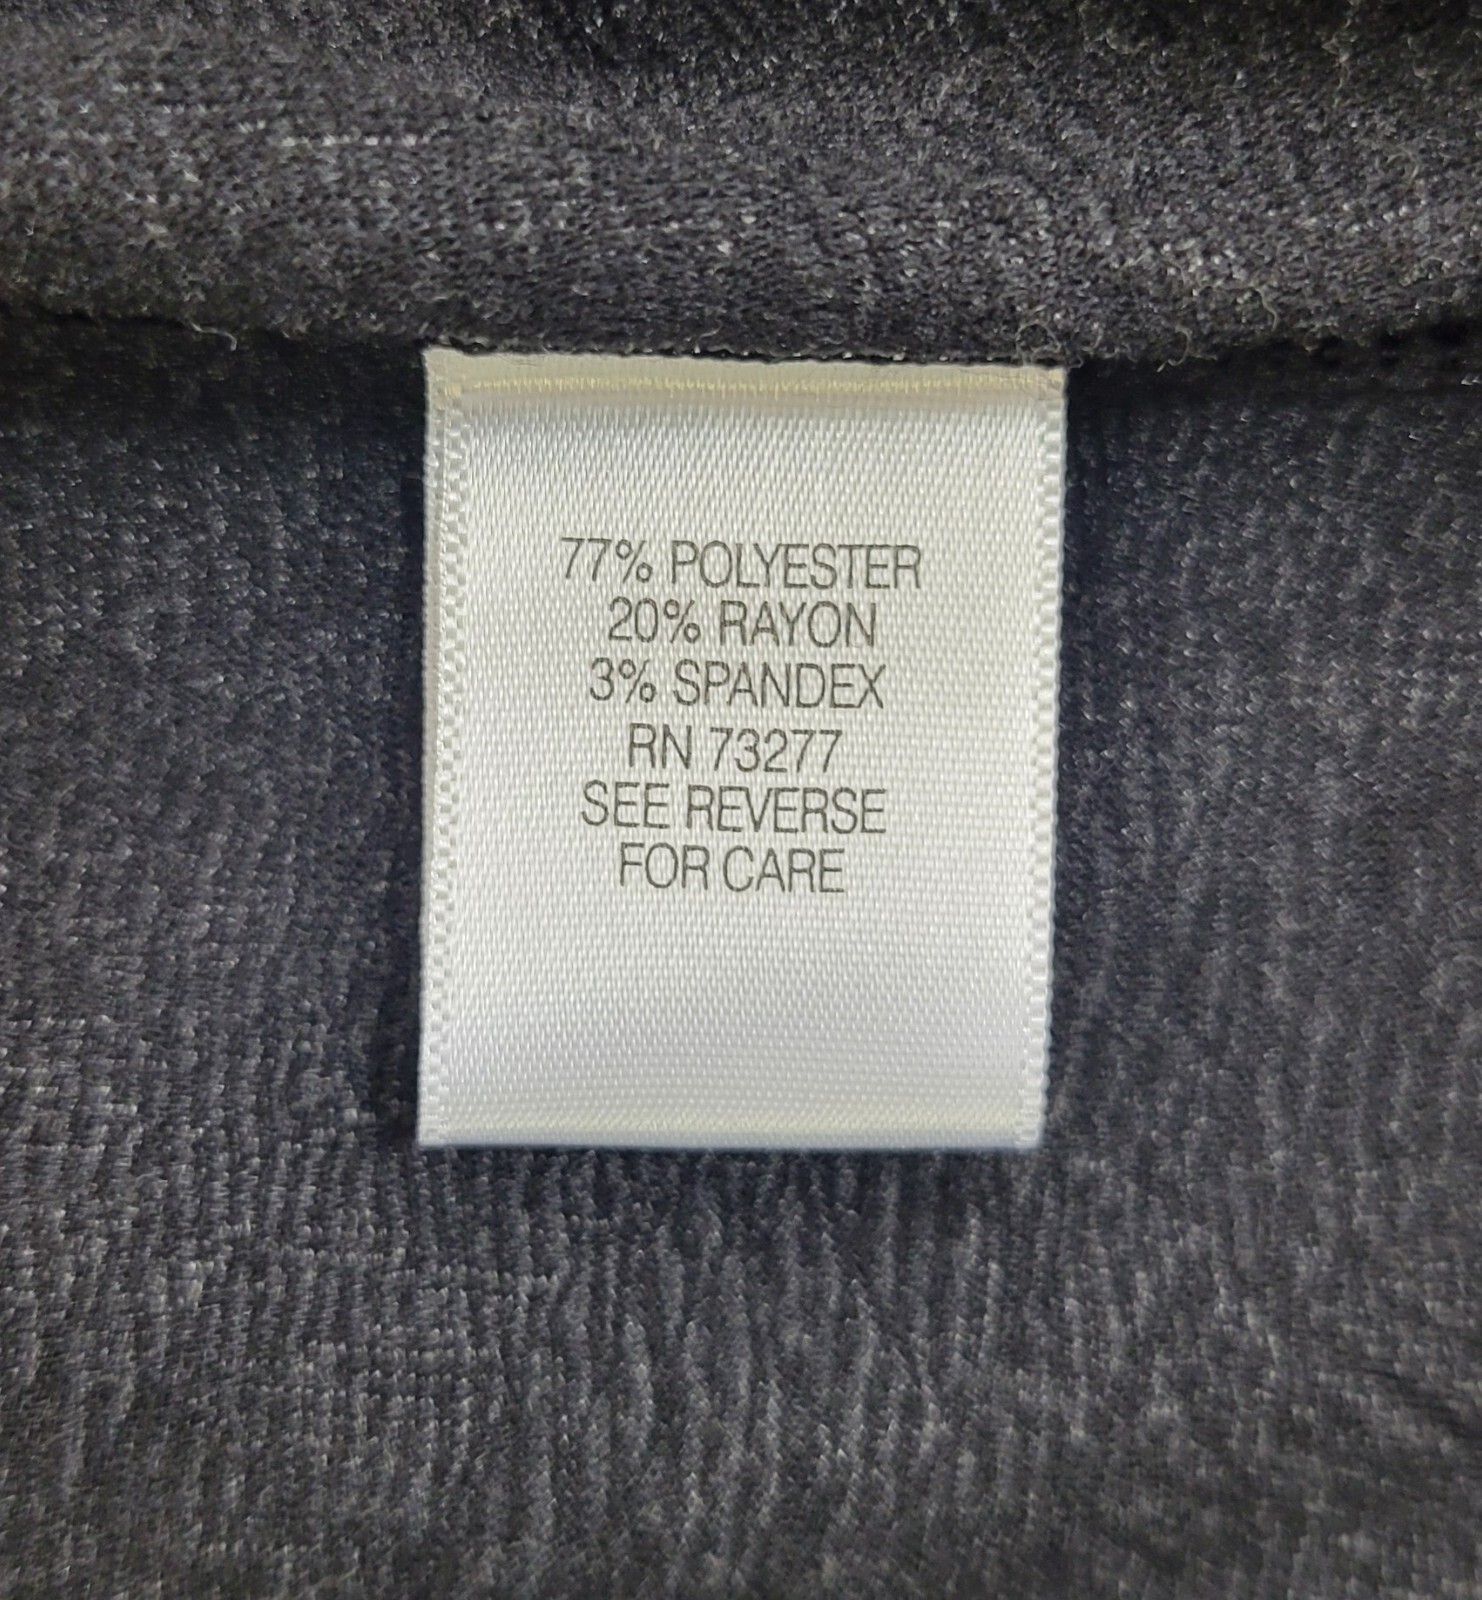 77% POLYESTER
20% RAYON
3% SPANDEX
RN 73277
SEE REVERSE
FOR CARE